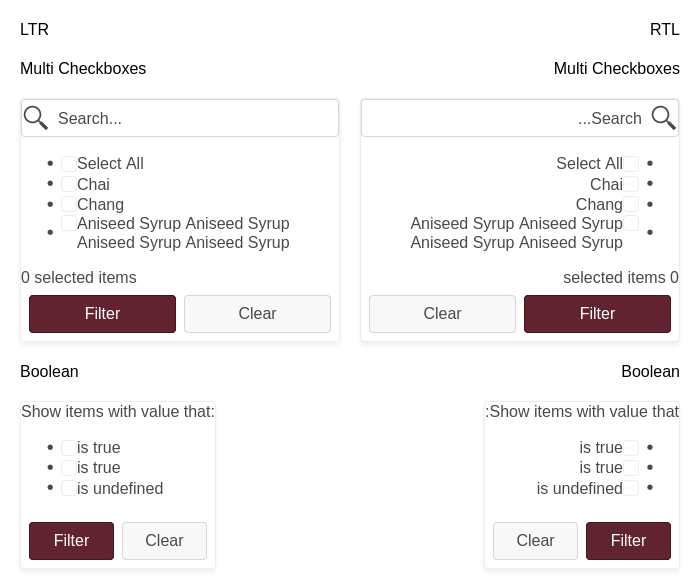 LTR
RTL
Multi Checkboxes
Multi Checkboxes
Search...
...Search
• Select All
• Chai
• Chang
• Aniseed Syrup Aniseed Syrup
Aniseed Syrup Aniseed Syrup
0 selected items
Filter Clear
Select All •
Chai •
Chang •
Aniseed Syrup Aniseed Syrup •
Aniseed Syrup Aniseed Syrup
selected items 0
Clear Filter
Boolean
Boolean
Show items with value that:
• is true
• is true
• is undefined
Filter Clear
:Show items with value that
is true •
is true •
is undefined •
Clear Filter